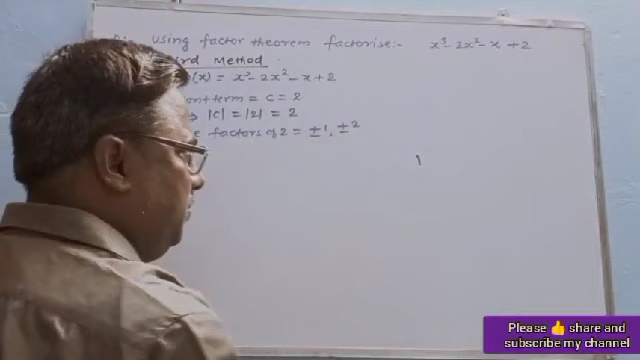 using factor theorem factorise:- x³-2x²-x+2
Method
(x) = x³-2x²-x+2
term = c = 2
|c| = |2| = 2
factors of 2 = ±1, ±2
1
Please 👍 share and
subscribe my channel